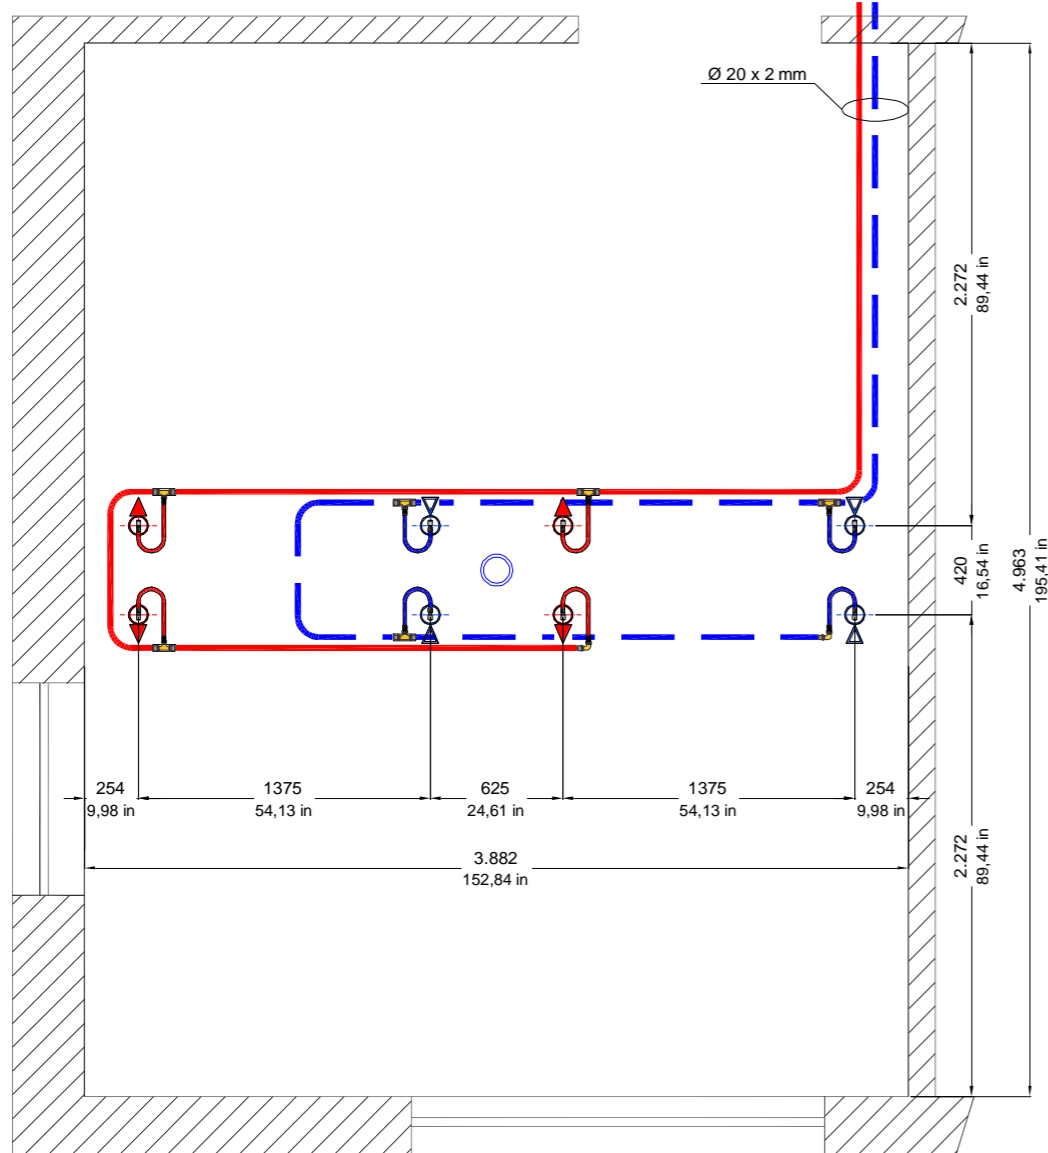 Ø 20 x 2 mm
2.272
89,44 in
420
16,54 in
4.963
195,41 in
254
9,98 in
1375
54,13 in
625
24,61 in
1375
54,13 in
254
9,98 in
3.882
152,84 in
2.272
89,44 in